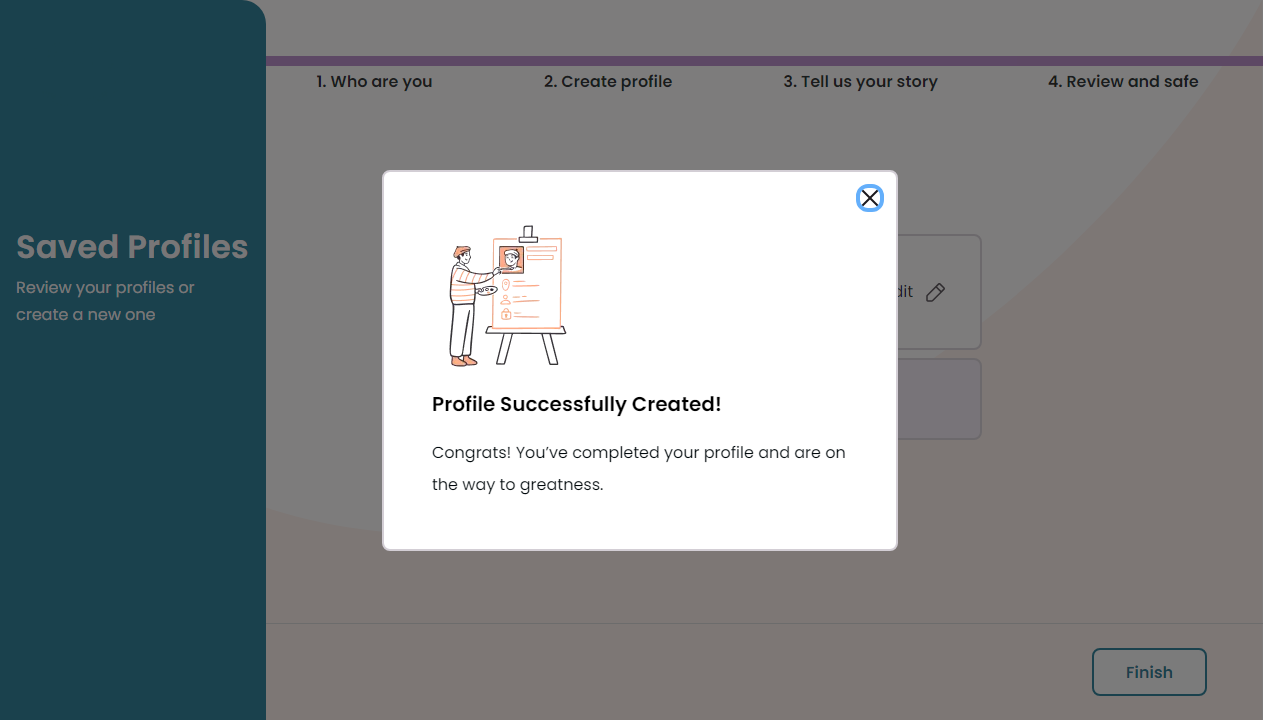 1. Who are you
2. Create profile
3. Tell us your story
4. Review and safe
Saved Profiles
Review your profiles or
create a new one
Profile Successfully Created!
Congrats! You’ve completed your profile and are on
the way to greatness.
Finish